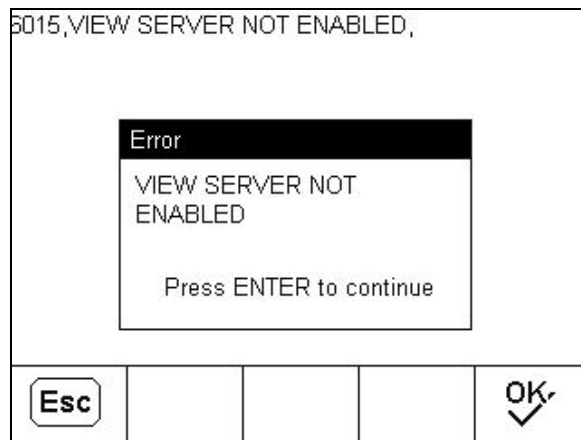 6015,VIEW SERVER NOT ENABLED,
Error
VIEW SERVER NOT
ENABLED
Press ENTER to continue
Esc
OK